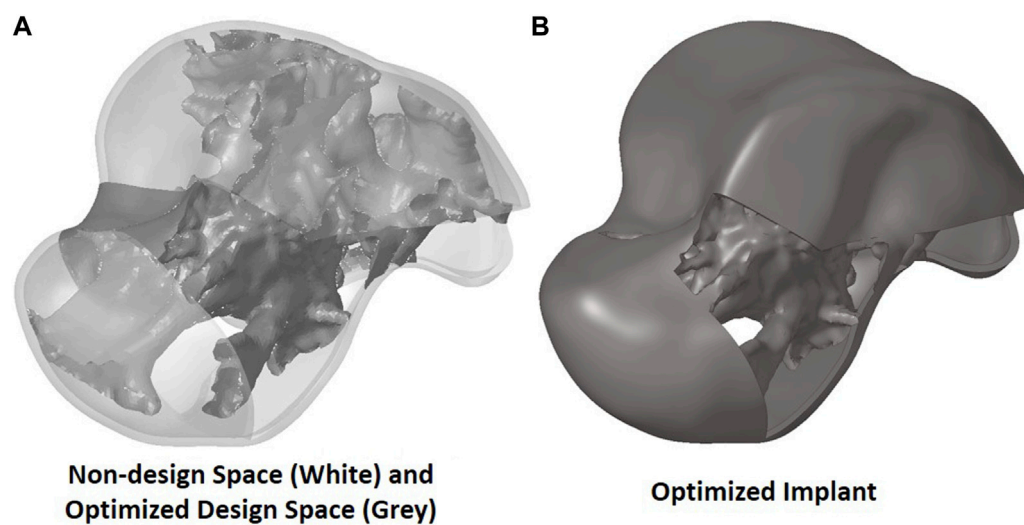 A
B
Non-design Space (White) and
Optimized Design Space (Grey)
Optimized Implant